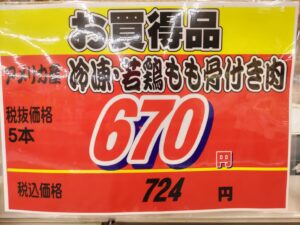 お買得品
アメリカ産 冷凍・若鶏もも骨付き肉
税抜価格
5本
670円
税込価格 724 円